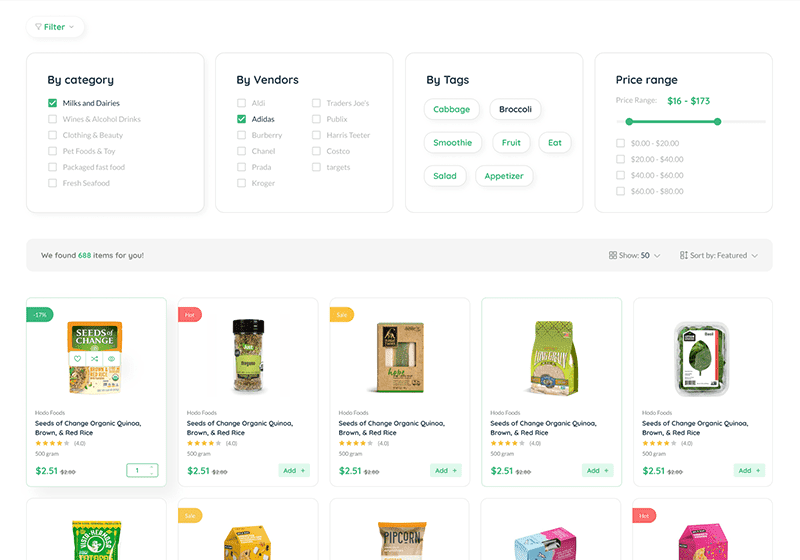 Filter
By category
Milks and Dairies
Wines & Alcohol Drinks
Clothing & Beauty
Pet Foods & Toy
Packaged fast food
Fresh Seafood
By Vendors
Aldi
Adidas
Burberry
Chanel
Prada
Kroger
Traders Joe's
Publix
Harris Teeter
Costco
targets
By Tags
Cabbage Broccoli
Smoothie Fruit Eat
Salad Appetizer
Price range
Price Range: $16 - $173
$0.00 - $20.00
$20.00 - $40.00
$40.00 - $60.00
$60.00 - $80.00
We found 688 items for you!
Show: 50
Sort by: Featured
-17%
SEEDS of
CHANGE
Hodo Foods
Seeds of Change Organic Quinoa,
Brown, & Red Rice
(4.0)
500 gram
$2.51 $2.80
1
Hot
Hodo Foods
Seeds of Change Organic Quinoa,
Brown, & Red Rice
(4.0)
500 gram
$2.51 $2.80
Add +
Sale
Hodo Foods
Seeds of Change Organic Quinoa,
Brown, & Red Rice
(4.0)
500 gram
$2.51 $2.80
Add +
Hodo Foods
Seeds of Change Organic Quinoa,
Brown, & Red Rice
(4.0)
500 gram
$2.51 $2.80
Add +
Hodo Foods
Seeds of Change Organic Quinoa,
Brown, & Red Rice
(4.0)
500 gram
$2.51 $2.80
Add +
Sale
PIPCORN
Hot